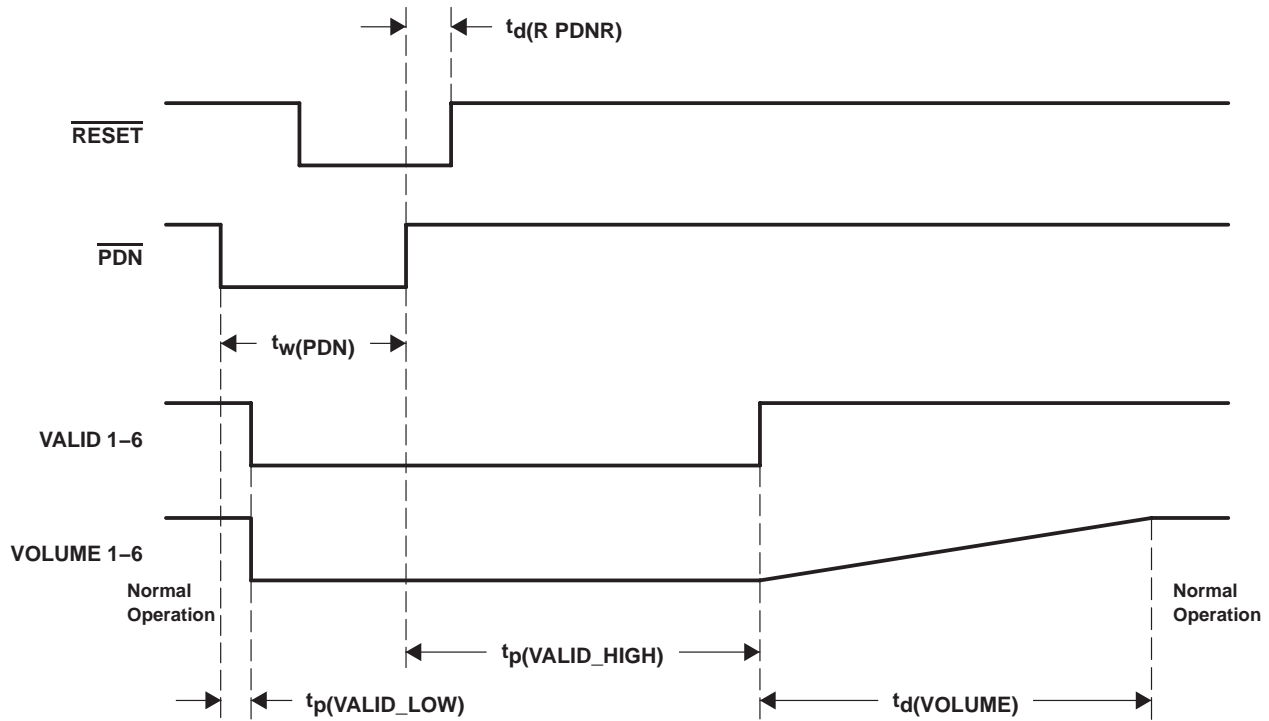 td(R PDNR)
RESET
PDN
tw(PDN)
VALID 1–6
VOLUME 1–6
Normal
Operation
Normal
Operation
tp(VALID_HIGH)
tp(VALID_LOW)
td(VOLUME)